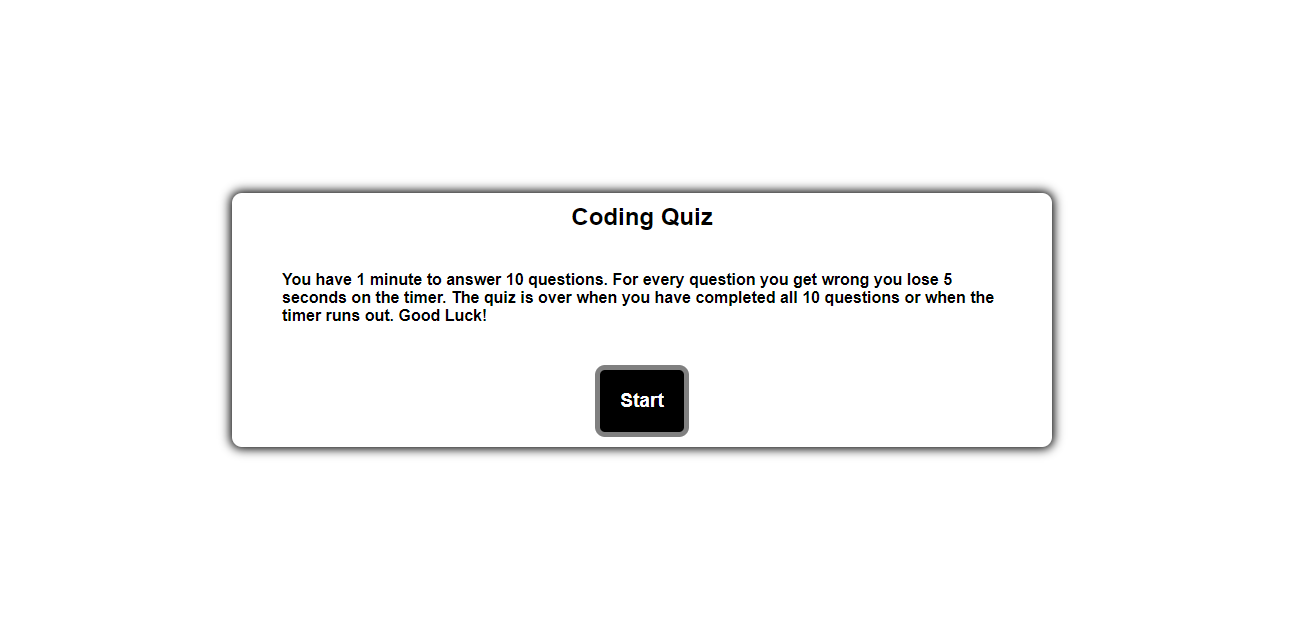 Coding Quiz
You have 1 minute to answer 10 questions. For every question you get wrong you lose 5
seconds on the timer. The quiz is over when you have completed all 10 questions or when the
timer runs out. Good Luck!
Start